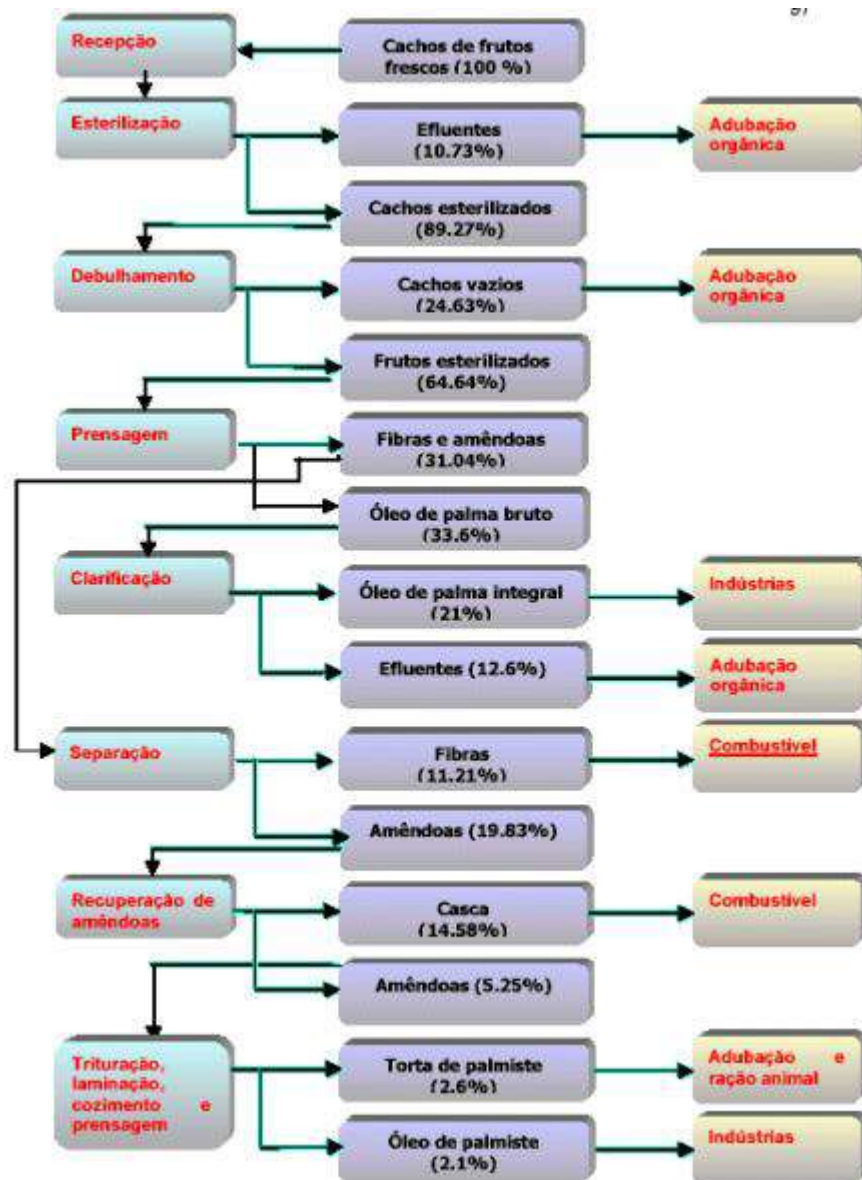 97
Recepção
Cachos de frutos
frescos (100 %)
Esterilização
Efluentes
(10.73%)
Adubação
orgânica
Cachos esterilizados
(89.27%)
Debulhamento
Cachos vazios
(24.63%)
Adubação
orgânica
Frutos esterilizados
(64.64%)
Prensagem
Fibras e amêndoas
(31.04%)
Óleo de palma bruto
(33.6%)
Clarificação
Óleo de palma integral
(21%)
Indústrias
Efluentes (12.6%)
Adubação
orgânica
Separação
Fibras
(11.21%)
Combustível
Amêndoas (19.83%)
Recuperação de
amêndoas
Casca
(14.58%)
Combustível
Amêndoas (5.25%)
Trituração,
laminação,
cozimento e
prensagem
Torta de palmiste
(2.6%)
Adubação e
ração animal
Óleo de palmiste
(2.1%)
Indústrias